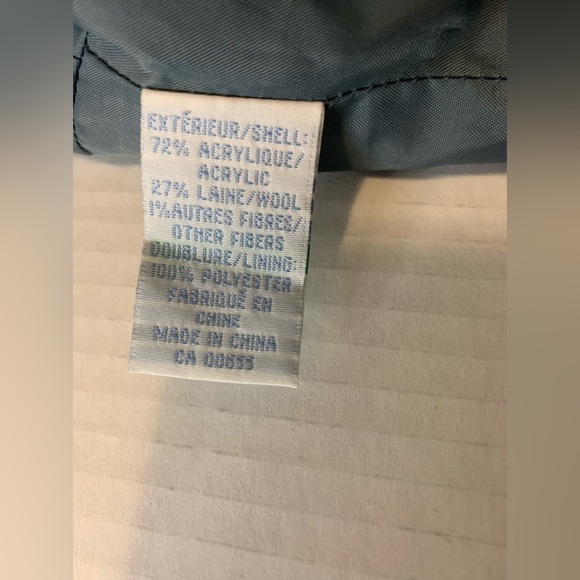 EXTÉRIEUR/SHELL:
72% ACRYLIQUE/
ACRYLIC
27% LAINE/WOOL
1%AUTRES FIBRES/
OTHER FIBERS
DOUBLURE/LINING:
100% POLYESTER
FABRIQUÉ EN
CHINE
MADE IN CHINA
CA 00535